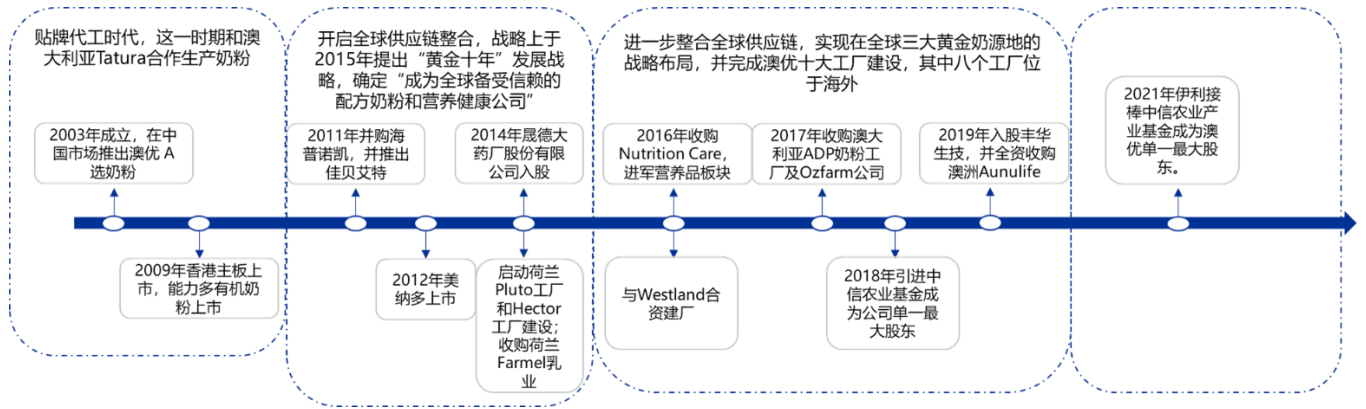 贴牌代工时代，这一时期和澳
大利亚Tatura合作生产奶粉
开启全球供应链整合，战略上于
2015年提出“黄金十年”发展战
略，确定“成为全球备受信赖的
配方奶粉和营养健康公司”
进一步整合全球供应链，实现在全球三大黄金奶源地的
战略布局，并完成澳优十大工厂建设，其中八个工厂位
于海外
2003年成立，在中
国市场推出澳优 A
选奶粉
2011年并购海
普诺凯，并推出
佳贝艾特
2014年晟德大
药厂股份有限
公司入股
2016年收购
Nutrition Care，
进军营养品板块
2017年收购澳大
利亚ADP奶粉工
厂及Ozfarm公司
2019年入股丰华
生技，并全资收购
澳洲Aunulife
2021年伊利接
棒中信农业产
业基金成为澳
优单一最大股
东。
2009年香港主板上
市，能力多有机奶
粉上市
2012年美
纳多上市
启动荷兰
Pluto工厂
和Hector
工厂建设；
收购荷兰
Farmel乳
业
与Westland合
资建厂
2018年引进中
信农业基金成
为公司单一最
大股东